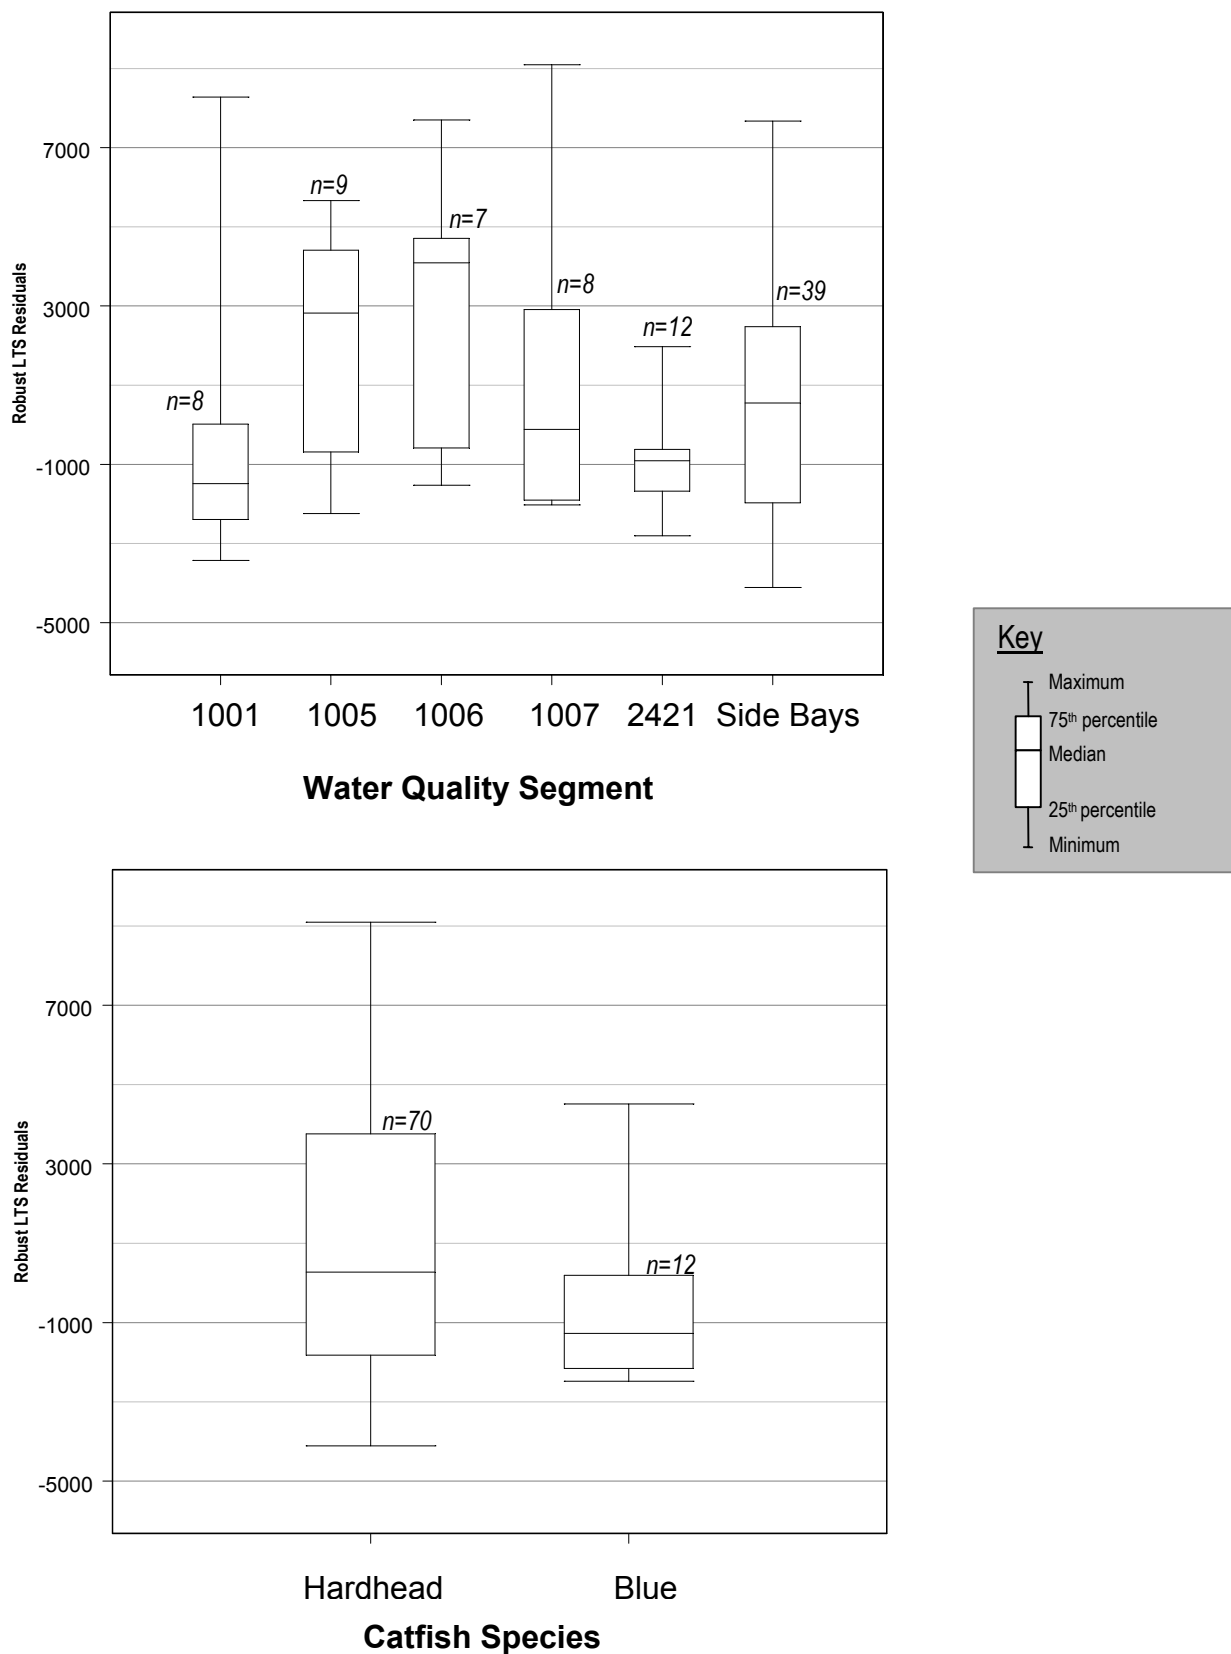 7000
3000
-1000
-5000
Robust LTS Residuals
n=8
n=9
n=7
n=8
n=12
n=39
1001 1005 1006 1007 2421 Side Bays
Water Quality Segment
Key
Maximum
75th percentile
Median
25th percentile
Minimum
7000
3000
-1000
-5000
Robust LTS Residuals
n=70
n=12
Hardhead Blue
Catfish Species